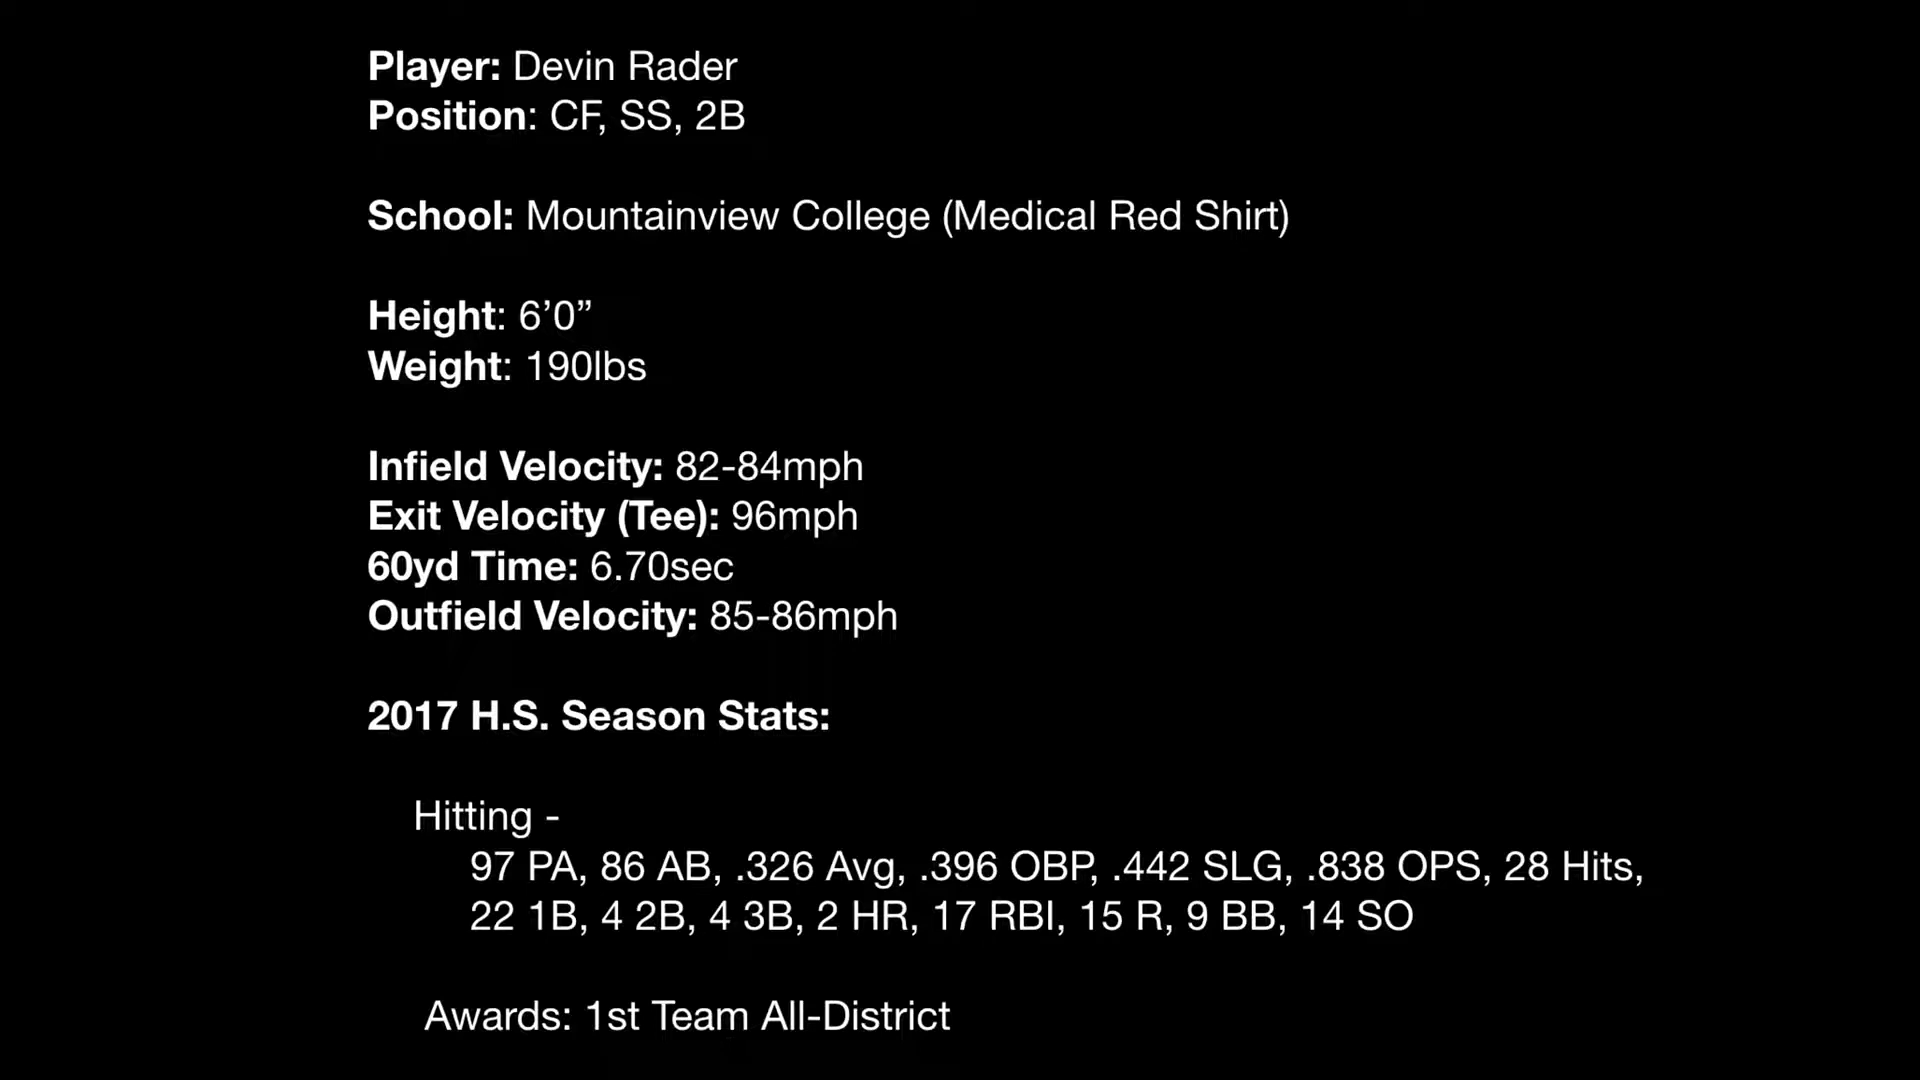 Player: Devin Rader
Position: CF, SS, 2B
School: Mountainview College (Medical Red Shirt)
Height: 6’0”
Weight: 190lbs
Infield Velocity: 82-84mph
Exit Velocity (Tee): 96mph
60yd Time: 6.70sec
Outfield Velocity: 85-86mph
2017 H.S. Season Stats:
Hitting -
97 PA, 86 AB, .326 Avg, .396 OBP, .442 SLG, .838 OPS, 28 Hits,
22 1B, 4 2B, 4 3B, 2 HR, 17 RBI, 15 R, 9 BB, 14 SO
Awards: 1st Team All-District